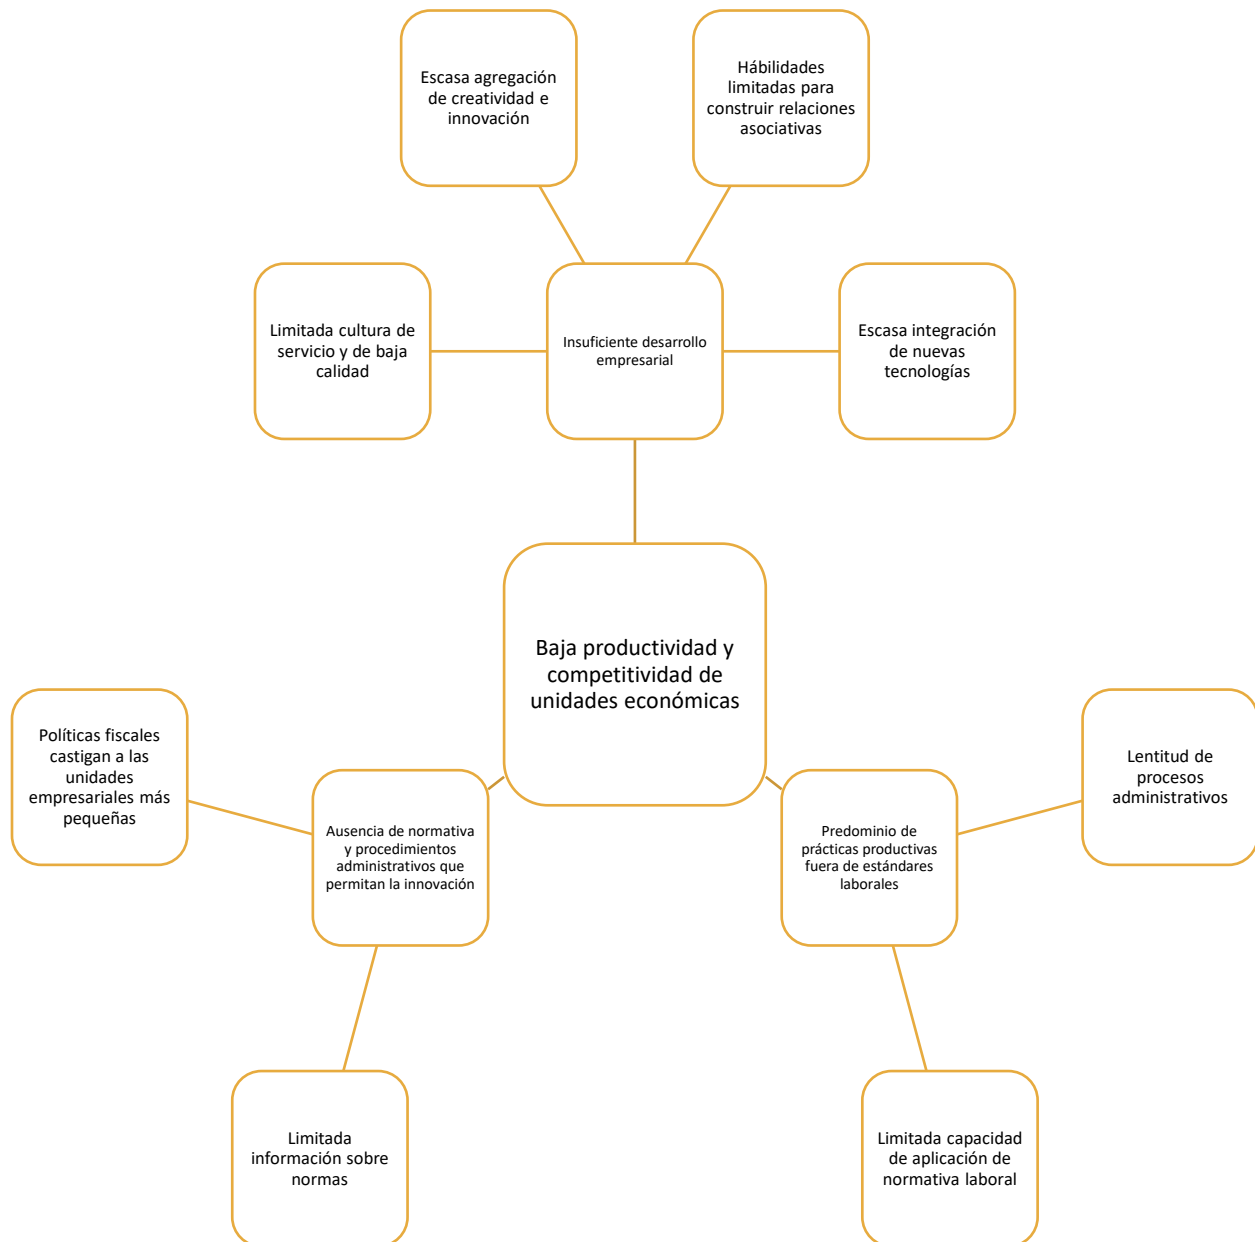 Escasa agregación
de creatividad e
innovación
Hábilidades
limitadas para
construir relaciones
asociativas
Limitada cultura de
servicio y de baja
calidad
Insuficiente desarrollo
empresarial
Escasa integración
de nuevas
tecnologías
Baja productividad y
competitividad de
unidades económicas
Políticas fiscales
castigan a las
unidades
empresariales más
pequeñas
Ausencia de normativa
y procedimientos
administrativos que
permitan la innovación
Predominio de
prácticas productivas
fuera de estándares
laborales
Lentitud de
procesos
administrativos
Limitada
información sobre
normas
Limitada capacidad
de aplicación de
normativa laboral